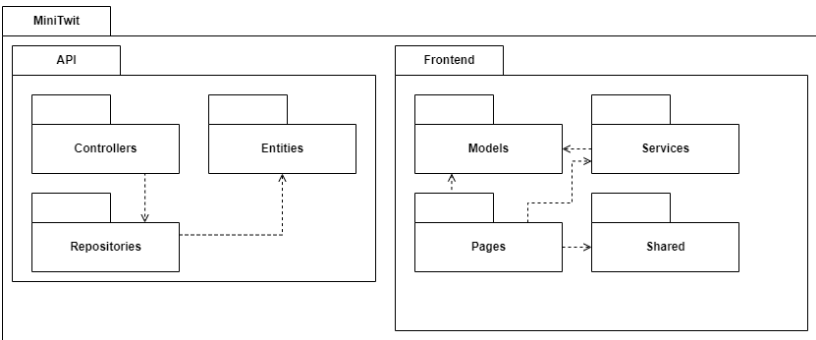 MiniTwit
API
Frontend
Controllers
Entities
Models
Services
Repositories
Pages
Shared